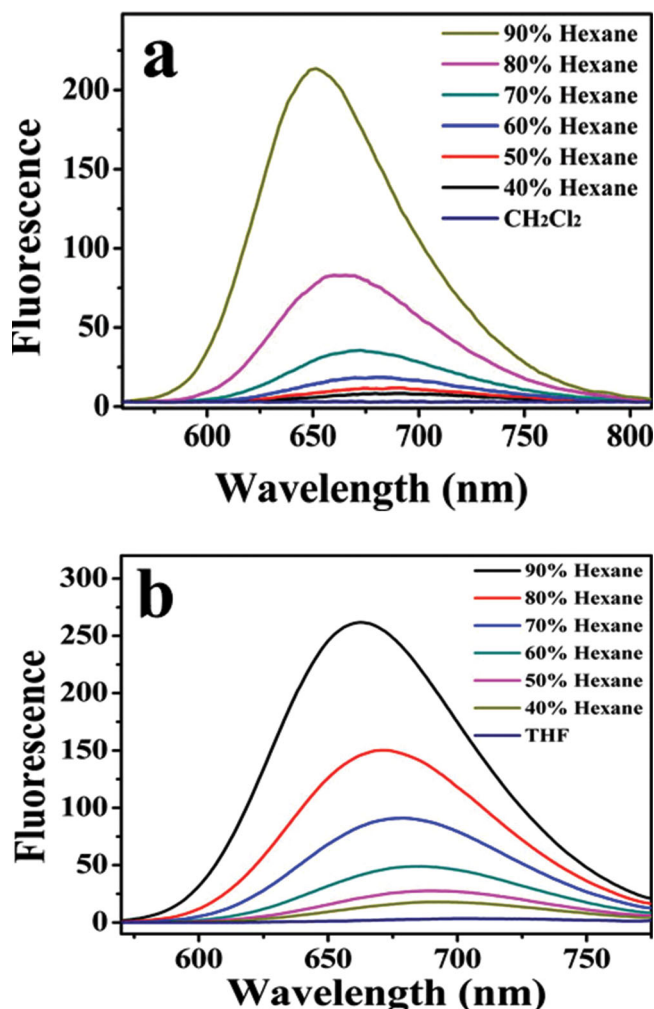 a
90% Hexane
80% Hexane
70% Hexane
60% Hexane
50% Hexane
40% Hexane
CH₂Cl₂
200
150
100
50
0
Fluorescence
600 650 700 750 800
Wavelength (nm)
b
90% Hexane
80% Hexane
70% Hexane
60% Hexane
50% Hexane
40% Hexane
THF
300
250
200
150
100
50
0
Fluorescence
600 650 700 750
Wavelength (nm)